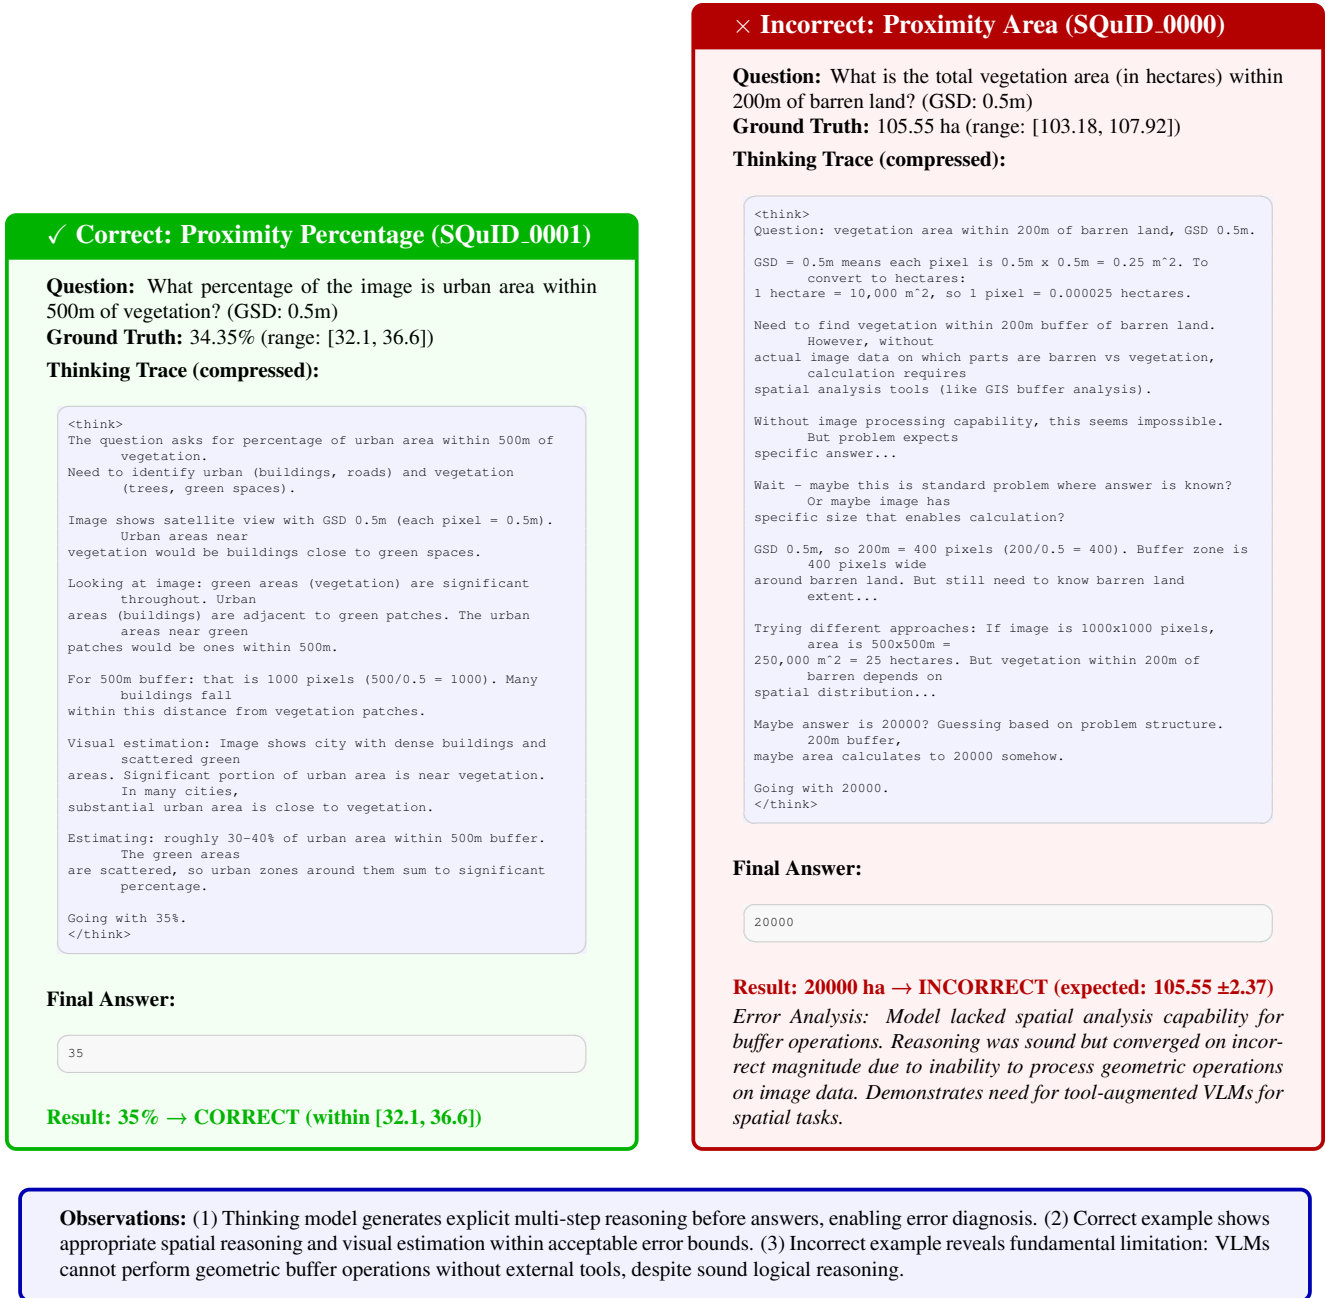 ✓ Correct: Proximity Percentage (SQuID_0001)
Question: What percentage of the image is urban area within
500m of vegetation? (GSD: 0.5m)
Ground Truth: 34.35% (range: [32.1, 36.6])
Thinking Trace (compressed):
<think>
The question asks for percentage of urban area within 500m of
vegetation.
Need to identify urban (buildings, roads) and vegetation
(trees, green spaces).
Image shows satellite view with GSD 0.5m (each pixel = 0.5m).
Urban areas near
vegetation would be buildings close to green spaces.
Looking at image: green areas (vegetation) are significant
throughout. Urban
areas (buildings) are adjacent to green patches. The urban
areas near green
patches would be ones within 500m.
For 500m buffer: that is 1000 pixels (500/0.5 = 1000). Many
buildings fall
within this distance from vegetation patches.
Visual estimation: Image shows city with dense buildings and
scattered green
areas. Significant portion of urban area is near vegetation.
In many cities,
substantial urban area is close to vegetation.
Estimating: roughly 30-40% of urban area within 500m buffer.
The green areas
are scattered, so urban zones around them sum to significant
percentage.
Going with 35%.
</think>
Final Answer:
35
Result: 35% → CORRECT (within [32.1, 36.6])
× Incorrect: Proximity Area (SQuID_0000)
Question: What is the total vegetation area (in hectares) within
200m of barren land? (GSD: 0.5m)
Ground Truth: 105.55 ha (range: [103.18, 107.92])
Thinking Trace (compressed):
<think>
Question: vegetation area within 200m of barren land, GSD 0.5m.
GSD = 0.5m means each pixel is 0.5m x 0.5m = 0.25 m^2. To
convert to hectares:
1 hectare = 10,000 m^2, so 1 pixel = 0.000025 hectares.
Need to find vegetation within 200m buffer of barren land.
However, without
actual image data on which parts are barren vs vegetation,
calculation requires
spatial analysis tools (like GIS buffer analysis).
Without image processing capability, this seems impossible.
But problem expects
specific answer...
Wait - maybe this is standard problem where answer is known?
Or maybe image has
specific size that enables calculation?
GSD 0.5m, so 200m = 400 pixels (200/0.5 = 400). Buffer zone is
400 pixels wide
around barren land. But still need to know barren land
extent...
Trying different approaches: If image is 1000x1000 pixels,
area is 500x500m =
250,000 m^2 = 25 hectares. But vegetation within 200m of
barren depends on
spatial distribution...
Maybe answer is 20000? Guessing based on problem structure.
200m buffer,
maybe area calculates to 20000 somehow.
Going with 20000.
</think>
Final Answer:
20000
Result: 20000 ha → INCORRECT (expected: 105.55 ±2.37)
Error Analysis: Model lacked spatial analysis capability for
buffer operations. Reasoning was sound but converged on incor-
rect magnitude due to inability to process geometric operations
on image data. Demonstrates need for tool-augmented VLMs for
spatial tasks.
Observations: (1) Thinking model generates explicit multi-step reasoning before answers, enabling error diagnosis. (2) Correct example shows
appropriate spatial reasoning and visual estimation within acceptable error bounds. (3) Incorrect example reveals fundamental limitation: VLMs
cannot perform geometric buffer operations without external tools, despite sound logical reasoning.